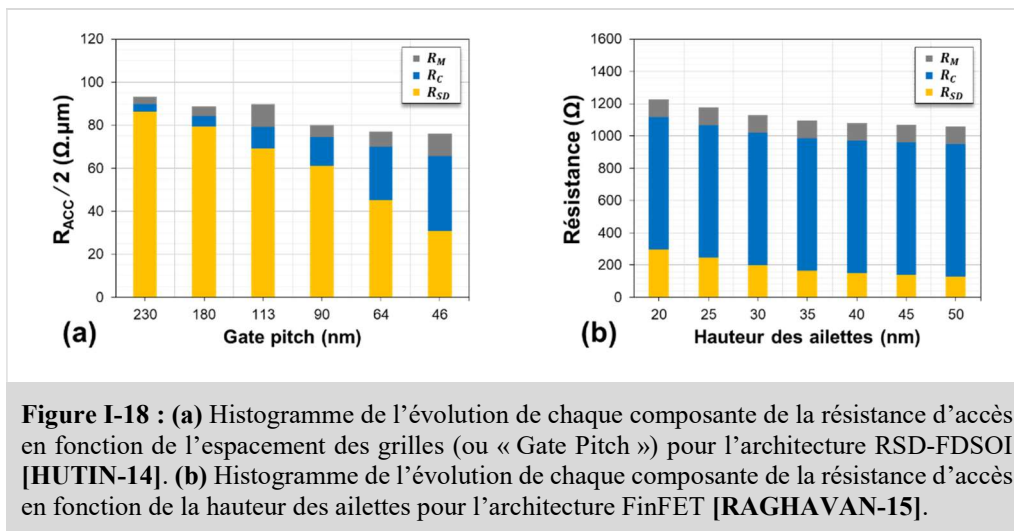 120
100
80
60
40
20
0
R_ACC / 2 (Ω.µm)
R_M
R_C
R_SD
230 180 113 90 64 46
(a) Gate pitch (nm)
1600
1400
1200
1000
800
600
400
200
0
Résistance (Ω)
R_M
R_C
R_SD
20 25 30 35 40 45 50
(b) Hauteur des ailettes (nm)
Figure I-18 : (a) Histogramme de l’évolution de chaque composante de la résistance d’accès
en fonction de l’espacement des grilles (ou « Gate Pitch ») pour l’architecture RSD-FDSOI
[HUTIN-14]. (b) Histogramme de l’évolution de chaque composante de la résistance d’accès
en fonction de la hauteur des ailettes pour l’architecture FinFET [RAGHAVAN-15].